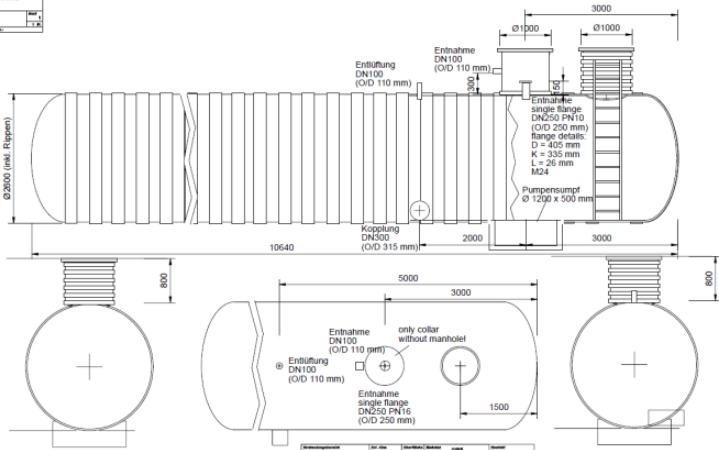 3000
Ø1000
Ø1000
Entlüftung
DN100
(O/D 110 mm)
Entnahme
DN100
(O/D 110 mm)
300
150
Entnahme
single flange
DN250 PN10
(O/D 250 mm)
flange details:
D = 405 mm
K = 335 mm
L = 26 mm
M24
Ø2600 (inkl. Rippen)
Pumpensumpf
Ø 1200 x 500 mm
Kopplung
DN300
(O/D 315 mm)
2000
3000
10640
800
5000
3000
800
Entnahme
DN100
(O/D 110 mm)
only collar
without manhole!
Entlüftung
DN100
(O/D 110 mm)
Entnahme
single flange
DN250 PN16
(O/D 250 mm)
1500